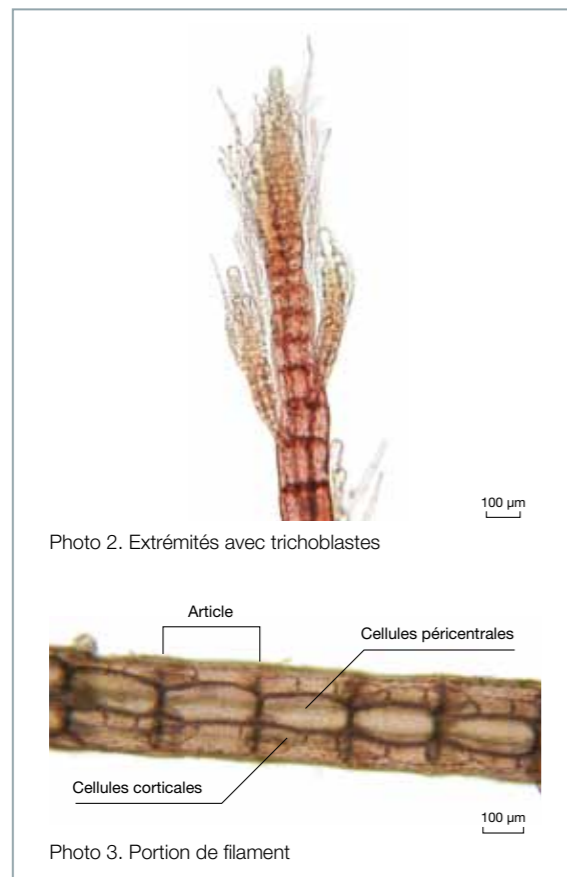 100 µm
Photo 2. Extrémités avec trichoblastes
Article
Cellules péricentrales
Cellules corticales
100 µm
Photo 3. Portion de filament